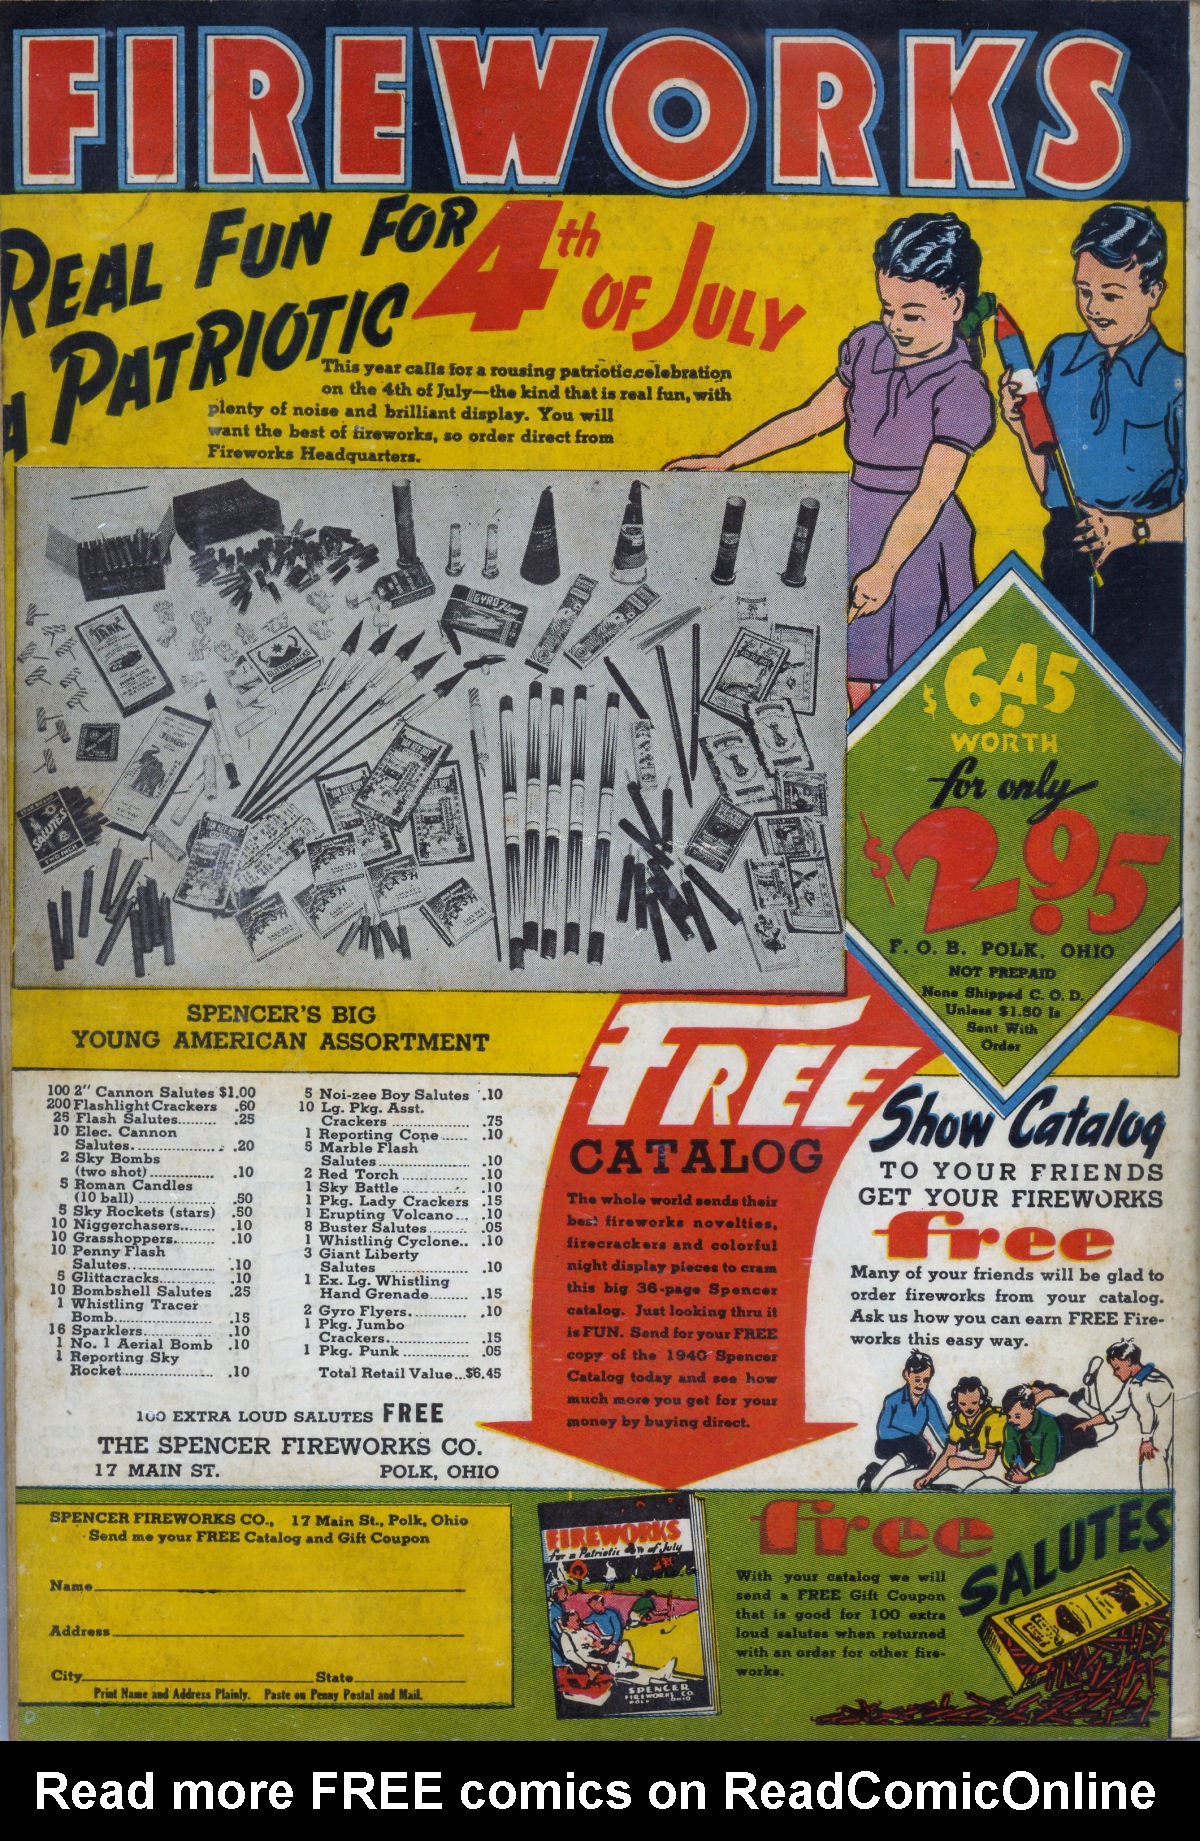 FIREWORKS
REAL FUN FOR
A PATRIOTIC
4th OF JULY
This year calls for a rousing patriotic celebration
on the 4th of July—the kind that is real fun, with
plenty of noise and brilliant display. You will
want the best of fireworks, so order direct from
Fireworks Headquarters.
GYRO Flyer
TANK
JUMBO
SALUTES
NOI-ZEE BOY
FLASH
FLASH
FLASH
FLASH
$6.45
WORTH
for only
$2.95
F. O. B. POLK, OHIO
NOT PREPAID
None Shipped C. O. D.
Unless $1.50 Is
Sent With
Order
SPENCER'S BIG
YOUNG AMERICAN ASSORTMENT
100 2" Cannon Salutes $1.00
200 Flashlight Crackers .60
25 Flash Salutes......... .25
10 Elec. Cannon
Salutes...................... .20
2 Sky Bombs
(two shot)............... .10
5 Roman Candles
(10 ball) .................. .50
5 Sky Rockets (stars) .50
10 Niggerchasers........ .10
10 Grasshoppers.......... .10
10 Penny Flash
Salutes..................... .10
5 Glittacracks............. .10
10 Bombshell Salutes .25
1 Whistling Tracer
Bomb........................ .15
16 Sparklers................. .10
1 No. 1 Aerial Bomb .10
1 Reporting Sky
Rocket...................... .10
5 Noi-zee Boy Salutes .10
10 Lg. Pkg. Asst.
Crackers .................. .75
1 Reporting Cone ...... .10
5 Marble Flash
Salutes...................... .10
2 Red Torch ............... .10
1 Sky Battle ............... .10
1 Pkg. Lady Crackers .15
1 Erupting Volcano... .10
8 Buster Salutes......... .05
1 Whistling Cyclone.. .10
3 Giant Liberty
Salutes .................. .10
1 Ex. Lg. Whistling
Hand Grenade......... .15
2 Gyro Flyers.............. .10
1 Pkg. Jumbo
Crackers................... .15
1 Pkg. Punk................ .05
Total Retail Value...$6.45
100 EXTRA LOUD SALUTES FREE
THE SPENCER FIREWORKS CO.
17 MAIN ST. POLK, OHIO
FREE
CATALOG
The whole world sends their
best fireworks novelties,
firecrackers and colorful
night display pieces to cram
this big 36-page Spencer
catalog. Just looking thru it
is FUN. Send for your FREE
copy of the 1940 Spencer
Catalog today and see how
much more you get for your
money by buying direct.
Show Catalog
TO YOUR FRIENDS
GET YOUR FIREWORKS
free
Many of your friends will be glad to
order fireworks from your catalog.
Ask us how you can earn FREE Fire-
works this easy way.
SPENCER FIREWORKS CO., 17 Main St., Polk, Ohio
Send me your FREE Catalog and Gift Coupon
Name
Address
City State
Print Name and Address Plainly. Paste on Penny Postal and Mail.
FIREWORKS
for a Patriotic 4th of July
SPENCER
FIREWORKS CO.
POLK OHIO
free
SALUTES
With your catalog we will
send a FREE Gift Coupon
that is good for 100 extra
loud salutes when returned
with an order for other fire-
works.
Read more FREE comics on ReadComicOnline